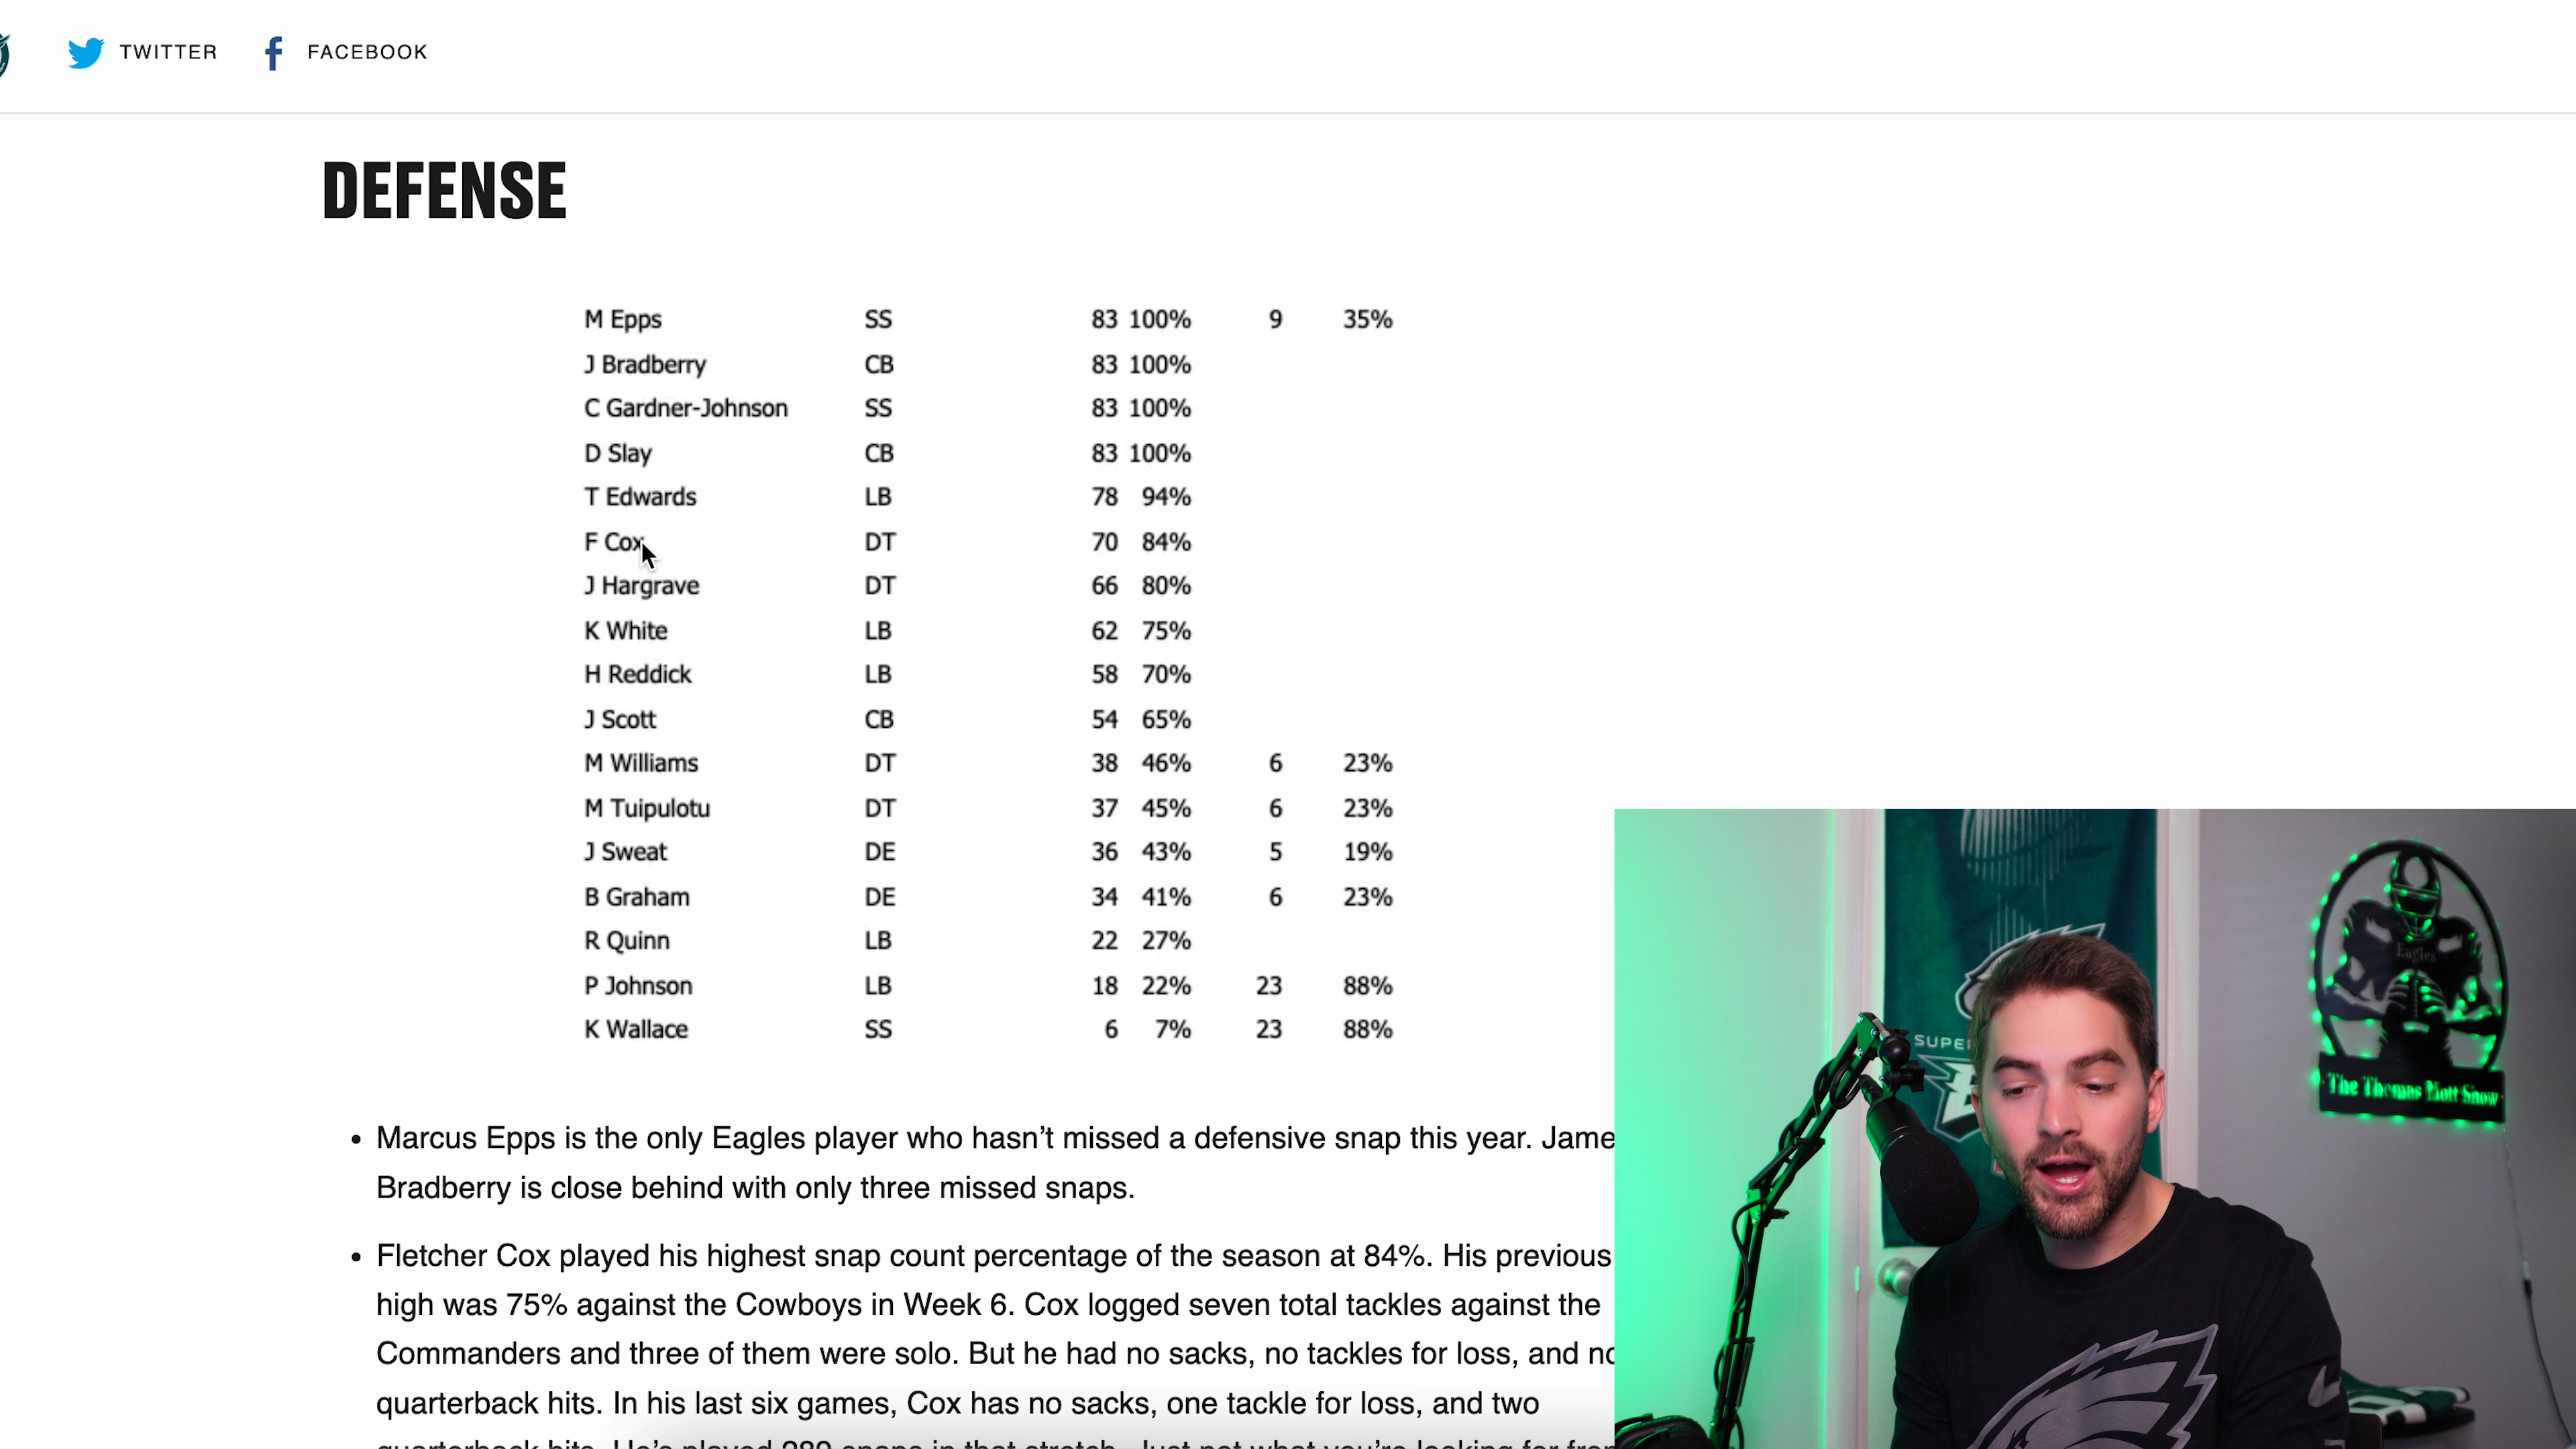 TWITTER FACEBOOK
DEFENSE
M Epps SS 83 100% 9 35%
J Bradberry CB 83 100%
C Gardner-Johnson SS 83 100%
D Slay CB 83 100%
T Edwards LB 78 94%
F Cox DT 70 84%
J Hargrave DT 66 80%
K White LB 62 75%
H Reddick LB 58 70%
J Scott CB 54 65%
M Williams DT 38 46% 6 23%
M Tuipulotu DT 37 45% 6 23%
J Sweat DE 36 43% 5 19%
B Graham DE 34 41% 6 23%
R Quinn LB 22 27%
P Johnson LB 18 22% 23 88%
K Wallace SS 6 7% 23 88%
• Marcus Epps is the only Eagles player who hasn't missed a defensive snap this year. Jame
Bradberry is close behind with only three missed snaps.
• Fletcher Cox played his highest snap count percentage of the season at 84%. His previous
high was 75% against the Cowboys in Week 6. Cox logged seven total tackles against the
Commanders and three of them were solo. But he had no sacks, no tackles for loss, and no
quarterback hits. In his last six games, Cox has no sacks, one tackle for loss, and two
Eagles
The Thomas Mott Show
SUPE